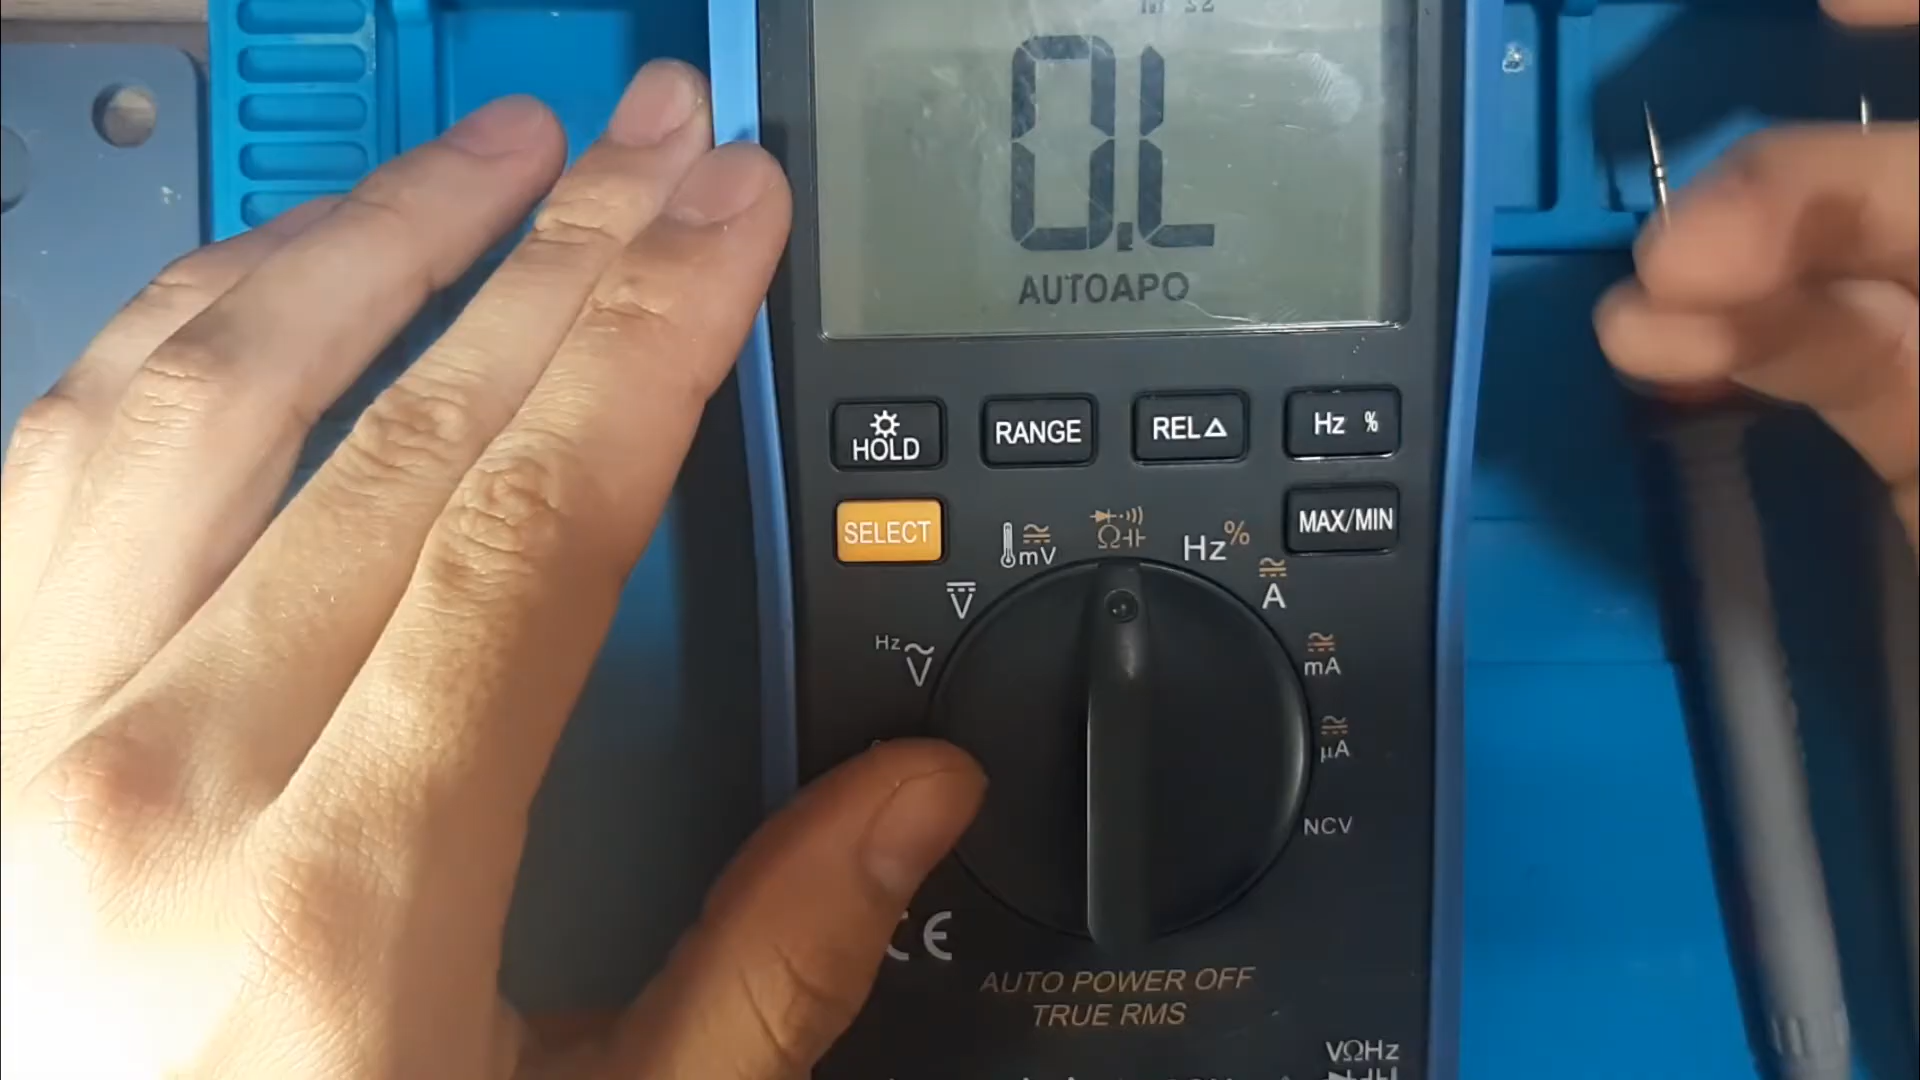 0.L
AUTOAPO
HOLD
RANGE
REL△
Hz %
SELECT
MAX/MIN
mV
Ω
Hz%
V
A
Hz
V
mA
µA
NCV
CE
AUTO POWER OFF
TRUE RMS
VΩHz